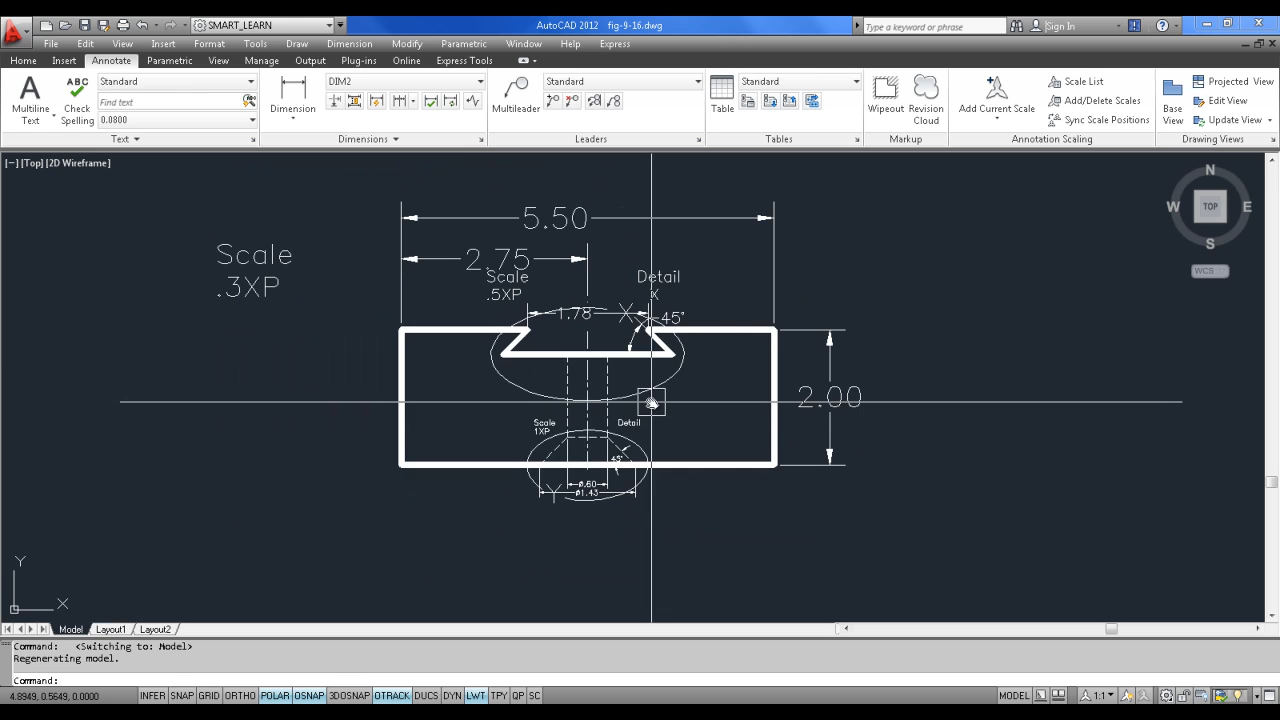 SMART_LEARN
AutoCAD 2012 fig-9-16.dwg
Type a keyword or phrase
Sign In
File Edit View Insert Format Tools Draw Dimension Modify Parametric Window Help Express
Home Insert Annotate Parametric View Manage Output Plug-ins Online Express Tools
A
Multiline
Text
ABC
Check
Spelling
Standard
Find text
0.0800
Dimension
DIM2
Multileader
Standard
Table
Standard
Wipeout
Revision
Cloud
Add Current Scale
Scale List
Add/Delete Scales
Sync Scale Positions
Base
View
Projected View
Edit View
Update View
Text
Dimensions
Leaders
Tables
Markup
Annotation Scaling
Drawing Views
[−] [Top] [2D Wireframe]
N
W
TOP
E
S
WCS
5.50
Scale
.3XP
2.75
Scale
.5XP
Detail
X
1.78
X
45°
2.00
Scale
1XP
Detail
45°
ø.60
ø1.43
Y
Y
X
Model Layout1 Layout2
Command: <Switching to: Model>
Regenerating model.
Command:
4.8949, 0.5649, 0.0000
INFER SNAP GRID ORTHO POLAR OSNAP 3DOSNAP OTRACK DUCS DYN LWT TPY QP SC
MODEL
1:1